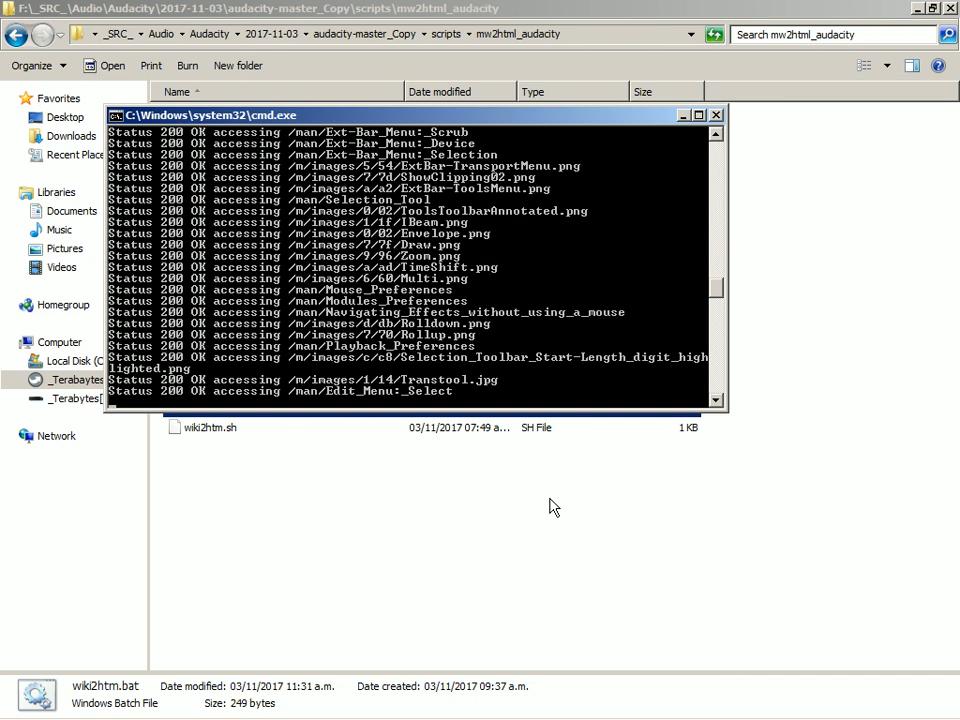 F:\_SRC_\Audio\Audacity\2017-11-03\audacity-master_Copy\scripts\mw2html_audacity
_SRC_ Audio Audacity 2017-11-03 audacity-master_Copy scripts mw2html_audacity
Search mw2html_audacity
Organize Open Print Burn New folder
Name Date modified Type Size
Favorites
Desktop
Downloads
Recent Place
Libraries
Documents
Music
Pictures
Videos
Homegroup
Computer
Local Disk (C
_Terabaytes
_Terabytes[
Network
C:\Windows\system32\cmd.exe
Status 200 OK accessing /man/Ext-Bar_Menu:_Scrub
Status 200 OK accessing /man/Ext-Bar_Menu:_Device
Status 200 OK accessing /man/Ext-Bar_Menu:_Selection
Status 200 OK accessing /m/images/5/54/ExtBar-TransportMenu.png
Status 200 OK accessing /m/images/7/7d/ShowClipping02.png
Status 200 OK accessing /m/images/a/a2/ExtBar-ToolsMenu.png
Status 200 OK accessing /man/Selection_Tool
Status 200 OK accessing /m/images/0/02/ToolsToolbarAnnotated.png
Status 200 OK accessing /m/images/1/1f/IBeam.png
Status 200 OK accessing /m/images/0/02/Envelope.png
Status 200 OK accessing /m/images/7/7f/Draw.png
Status 200 OK accessing /m/images/9/96/Zoom.png
Status 200 OK accessing /m/images/a/ad/TimeShift.png
Status 200 OK accessing /m/images/6/60/Multi.png
Status 200 OK accessing /man/Mouse_Preferences
Status 200 OK accessing /man/Modules_Preferences
Status 200 OK accessing /man/Navigating_Effects_without_using_a_mouse
Status 200 OK accessing /m/images/d/db/Rolldown.png
Status 200 OK accessing /m/images/7/70/Rollup.png
Status 200 OK accessing /man/Playback_Preferences
Status 200 OK accessing /m/images/c/c8/Selection_Toolbar_Start-Length_digit_high
lighted.png
Status 200 OK accessing /m/images/1/14/Transtool.jpg
Status 200 OK accessing /man/Edit_Menu:_Select
wiki2htm.sh 03/11/2017 07:49 a... SH File 1 KB
wiki2htm.bat Date modified: 03/11/2017 11:31 a.m. Date created: 03/11/2017 09:37 a.m.
Windows Batch File Size: 249 bytes